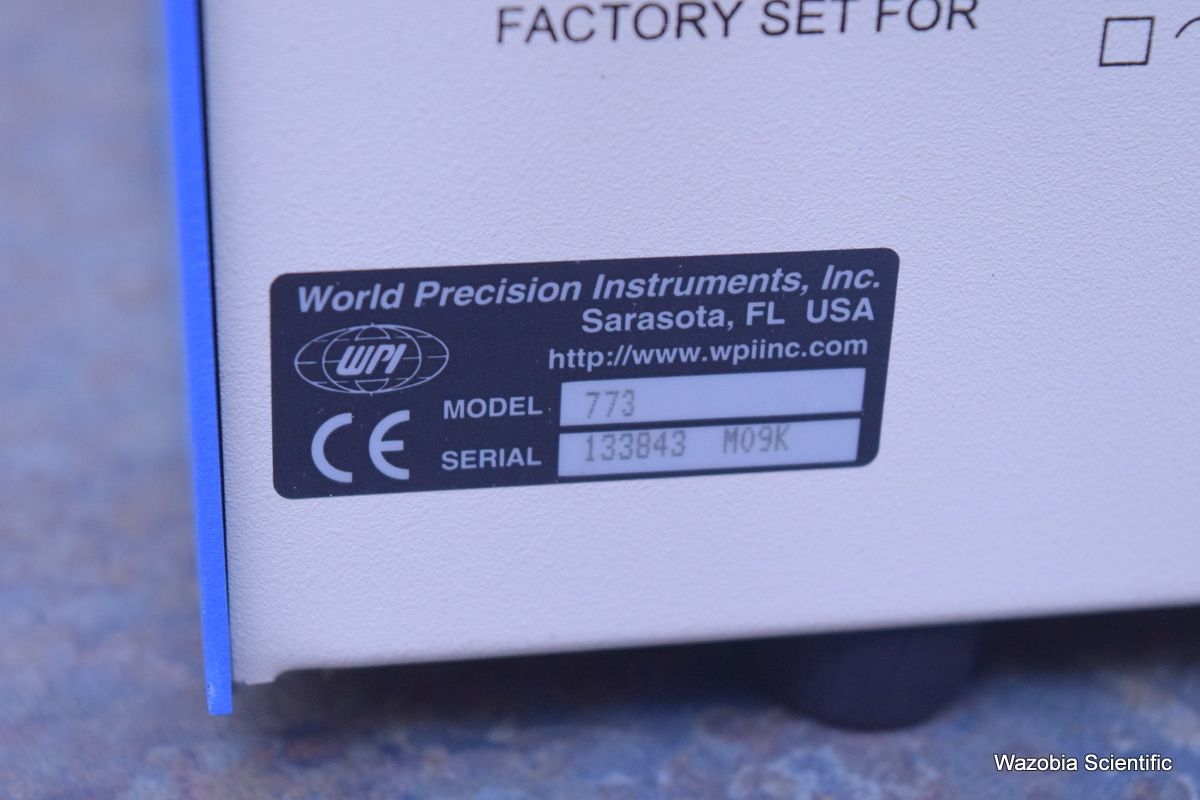 FACTORY SET FOR
World Precision Instruments, Inc.
Sarasota, FL USA
http://www.wpiinc.com
WPI
MODEL 773
CE
SERIAL 133843 M09K
Wazobia Scientific